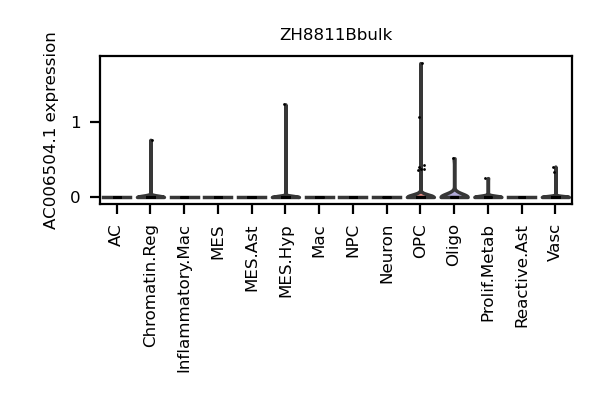 ZH8811Bbulk
AC006504.1 expression
1
0
AC
Chromatin.Reg
Inflammatory.Mac
MES
MES.Ast
MES.Hyp
Mac
NPC
Neuron
OPC
Oligo
Prolif.Metab
Reactive.Ast
Vasc